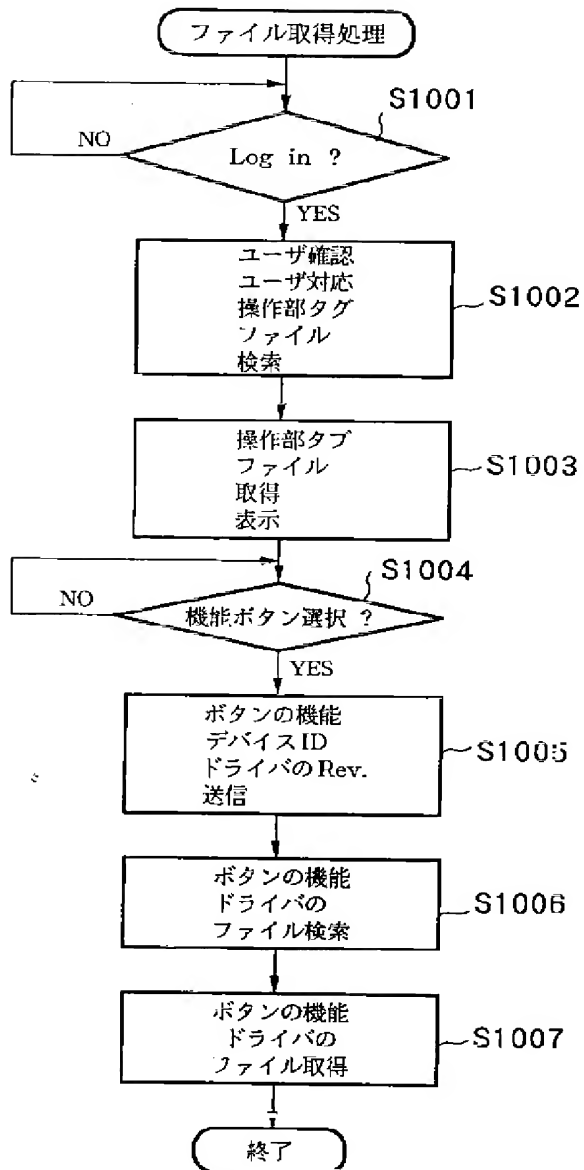 ファイル取得処理
S1001
NO
Log in ?
YES
ユーザ確認
ユーザ対応
操作部タグ
ファイル
検索
S1002
操作部タブ
ファイル
取得
表示
S1003
S1004
NO
機能ボタン選択 ?
YES
ボタンの機能
デバイスID
ドライバのRev.
送信
S1005
ボタンの機能
ドライバの
ファイル検索
S1006
ボタンの機能
ドライバの
ファイル取得
S1007
終了